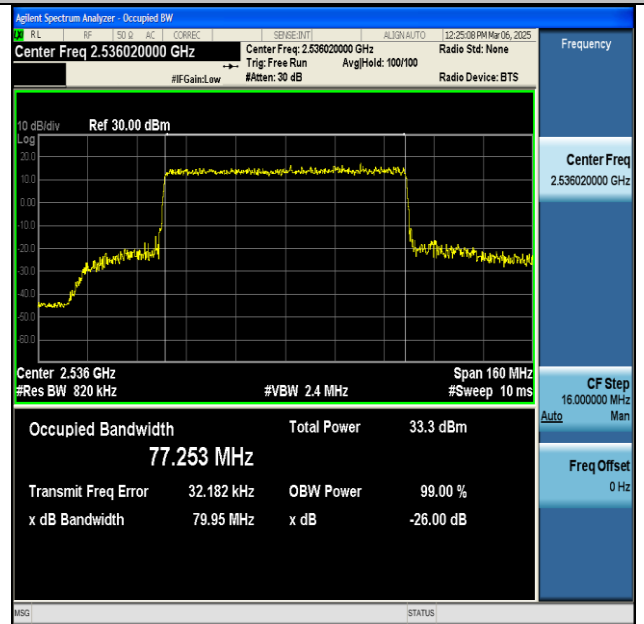 Agilent Spectrum Analyzer - Occupied BW
LXI RL RF 50 Ω AC CORREC SENSE:INT ALIGN AUTO 12:25:08 PM Mar 06, 2025
Center Freq 2.536020000 GHz
Center Freq: 2.536020000 GHz Radio Std: None
Trig: Free Run Avg|Hold: 100/100
#IFGain:Low #Atten: 30 dB Radio Device: BTS
10 dB/div Ref 30.00 dBm
Log
20.0
10.0
0.00
-10.0
-20.0
-30.0
-40.0
-50.0
-60.0
Center 2.536 GHz Span 160 MHz
#Res BW 820 kHz #VBW 2.4 MHz #Sweep 10 ms
Occupied Bandwidth Total Power 33.3 dBm
77.253 MHz
Transmit Freq Error 32.182 kHz OBW Power 99.00 %
x dB Bandwidth 79.95 MHz x dB -26.00 dB
Frequency
Center Freq
2.536020000 GHz
CF Step
16.000000 MHz
Auto Man
Freq Offset
0 Hz
MSG STATUS